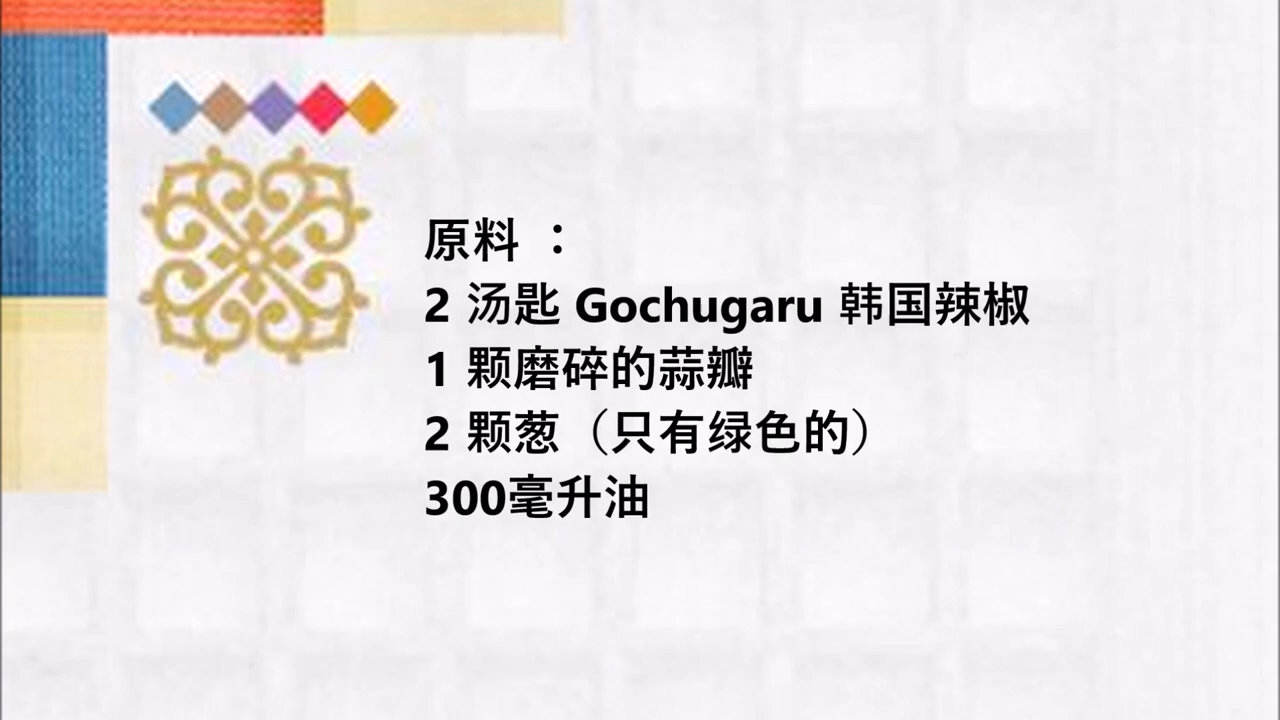 原料 ：
2 汤匙 Gochugaru 韩国辣椒
1 颗磨碎的蒜瓣
2 颗葱（只有绿色的）
300毫升油